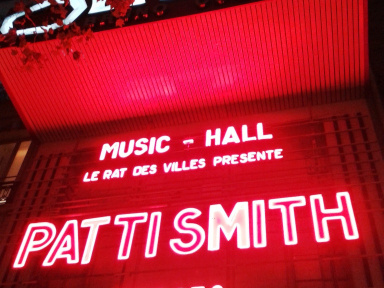 MUSIC - HALL
LE RAT DES VILLES PRESENTE
PATTI SMITH